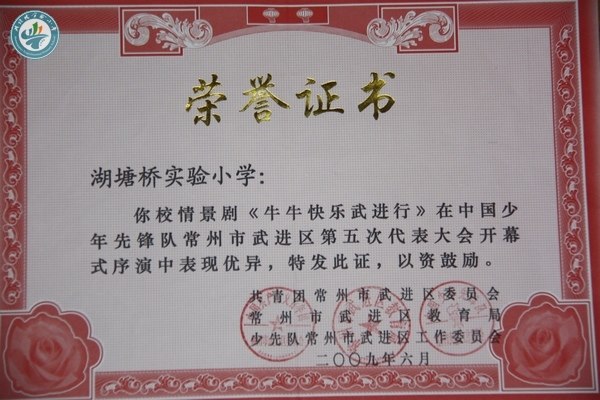 荣誉证书
湖塘桥实验小学：
你校情景剧《牛牛快乐武进行》在中国少
年先锋队常州市武进区第五次代表大会开幕
式序演中表现优异，特发此证，以资鼓励。
共青团常州市武进区委员会
常州市武进区教育局
少先队常州市武进区工作委员会
二〇〇九年六月